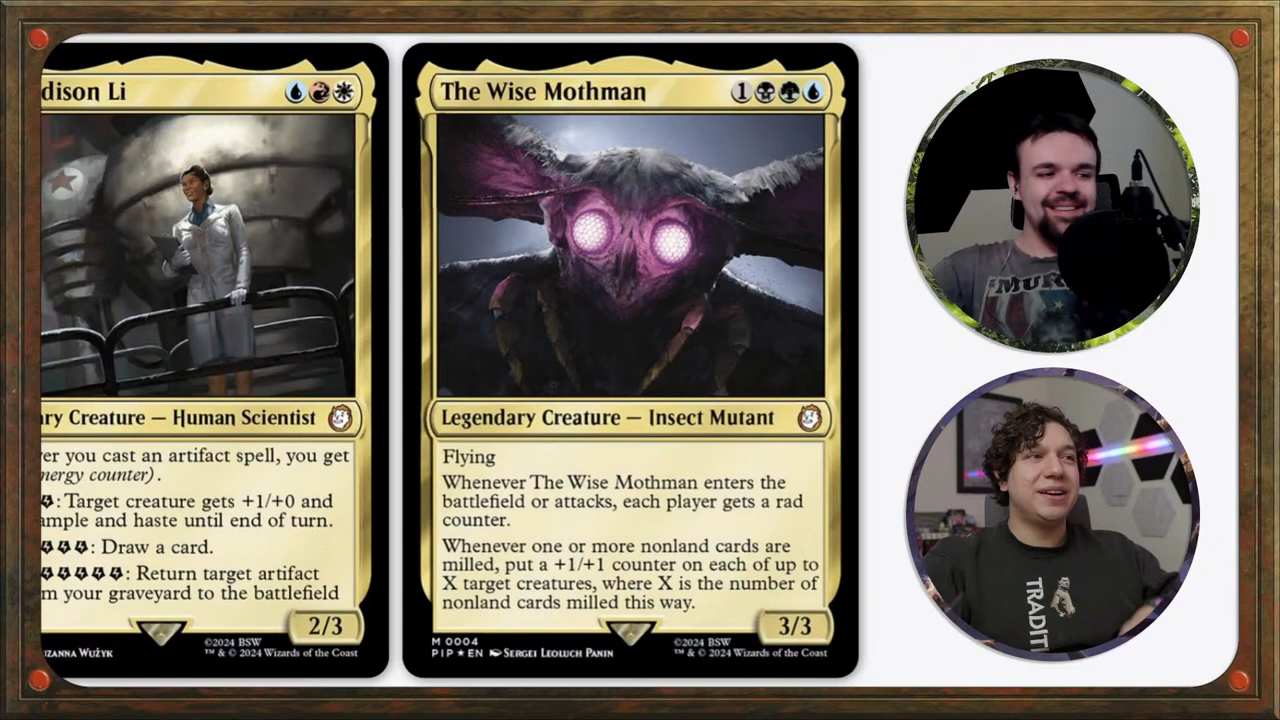 dison Li
ry Creature — Human Scientist
er you cast an artifact spell, you get
nergy counter).
: Target creature gets +1/+0 and
ample and haste until end of turn.
: Draw a card.
: Return target artifact
m your graveyard to the battlefield
2/3
©2024 BSW
UZANNA WUŻYK
™ & © 2024 Wizards of the Coast
The Wise Mothman
1
Legendary Creature — Insect Mutant
Flying
Whenever The Wise Mothman enters the
battlefield or attacks, each player gets a rad
counter.
Whenever one or more nonland cards are
milled, put a +1/+1 counter on each of up to
X target creatures, where X is the number of
nonland cards milled this way.
3/3
M 0004
©2024 BSW
PIP ★ EN SERGEI LEOLUCH PANIN
™ & © 2024 Wizards of the Coast
"MUR
TRADITI